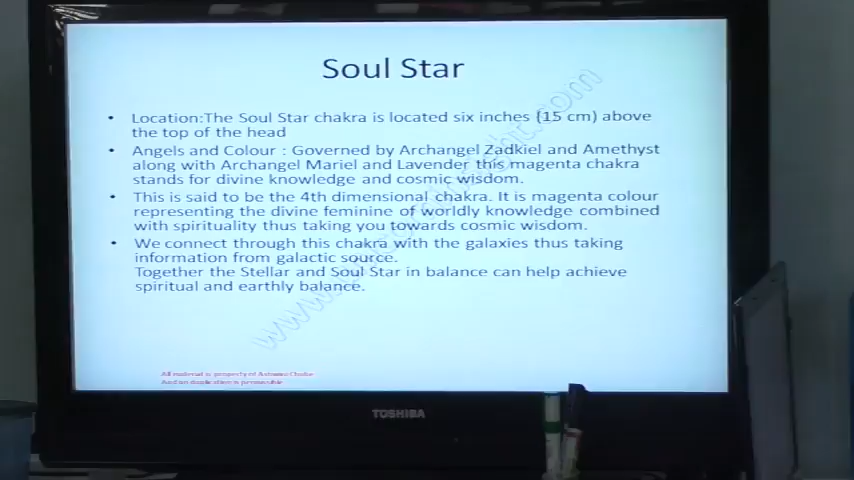 Soul Star
• Location:The Soul Star chakra is located six inches (15 cm) above
the top of the head
• Angels and Colour : Governed by Archangel Zadkiel and Amethyst
along with Archangel Mariel and Lavender this magenta chakra
stands for divine knowledge and cosmic wisdom.
• This is said to be the 4th dimensional chakra. It is magenta colour
representing the divine feminine of worldly knowledge combined
with spirituality thus taking you towards cosmic wisdom.
• We connect through this chakra with the galaxies thus taking
information from galactic source.
Together the Stellar and Soul Star in balance can help achieve
spiritual and earthly balance.
All material is property of
TOSHIBA